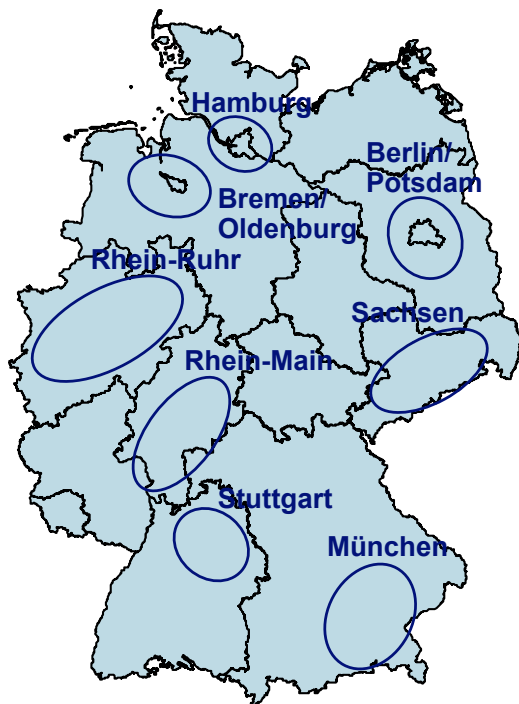 Hamburg
Berlin/
Potsdam
Bremen/
Oldenburg
Rhein-Ruhr
Sachsen
Rhein-Main
Stuttgart
München